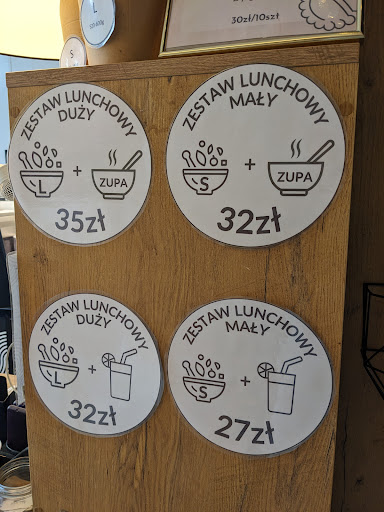 S
30zł/10szt
ZESTAW LUNCHOWY
DUŻY
L
+
ZUPA
35zł
ZESTAW LUNCHOWY
MAŁY
S
+
ZUPA
32zł
ZESTAW LUNCHOWY
DUŻY
L
+
32zł
ZESTAW LUNCHOWY
MAŁY
S
+
27zł